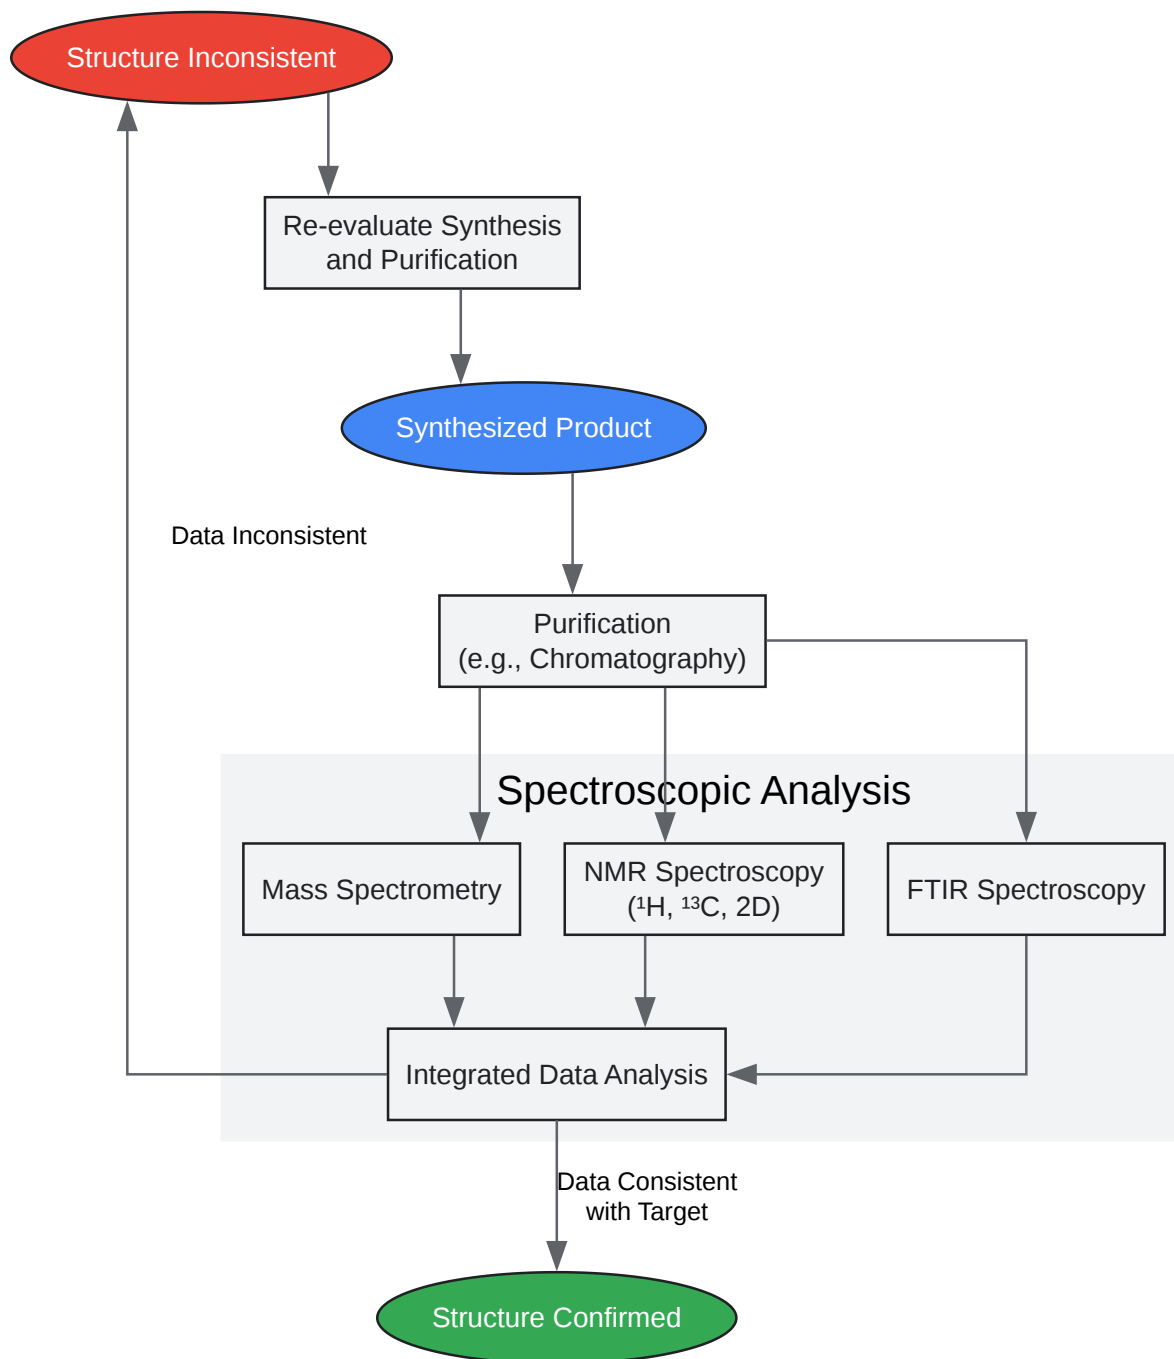 Structure Inconsistent
Re-evaluate Synthesis
and Purification
Synthesized Product
Data Inconsistent
Purification
(e.g., Chromatography)
Spectroscopic Analysis
Mass Spectrometry
NMR Spectroscopy
(¹H, ¹³C, 2D)
FTIR Spectroscopy
Integrated Data Analysis
Data Consistent
with Target
Structure Confirmed